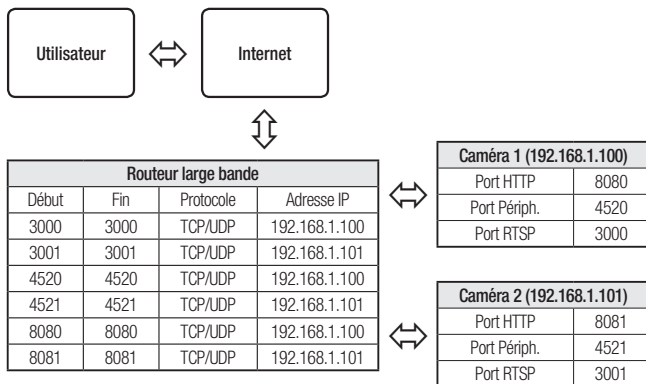 Utilisateur
Internet
Routeur large bande
Début Fin Protocole Adresse IP
3000 3000 TCP/UDP 192.168.1.100
3001 3001 TCP/UDP 192.168.1.101
4520 4520 TCP/UDP 192.168.1.100
4521 4521 TCP/UDP 192.168.1.101
8080 8080 TCP/UDP 192.168.1.100
8081 8081 TCP/UDP 192.168.1.101
Caméra 1 (192.168.1.100)
Port HTTP 8080
Port Périph. 4520
Port RTSP 3000
Caméra 2 (192.168.1.101)
Port HTTP 8081
Port Périph. 4521
Port RTSP 3001